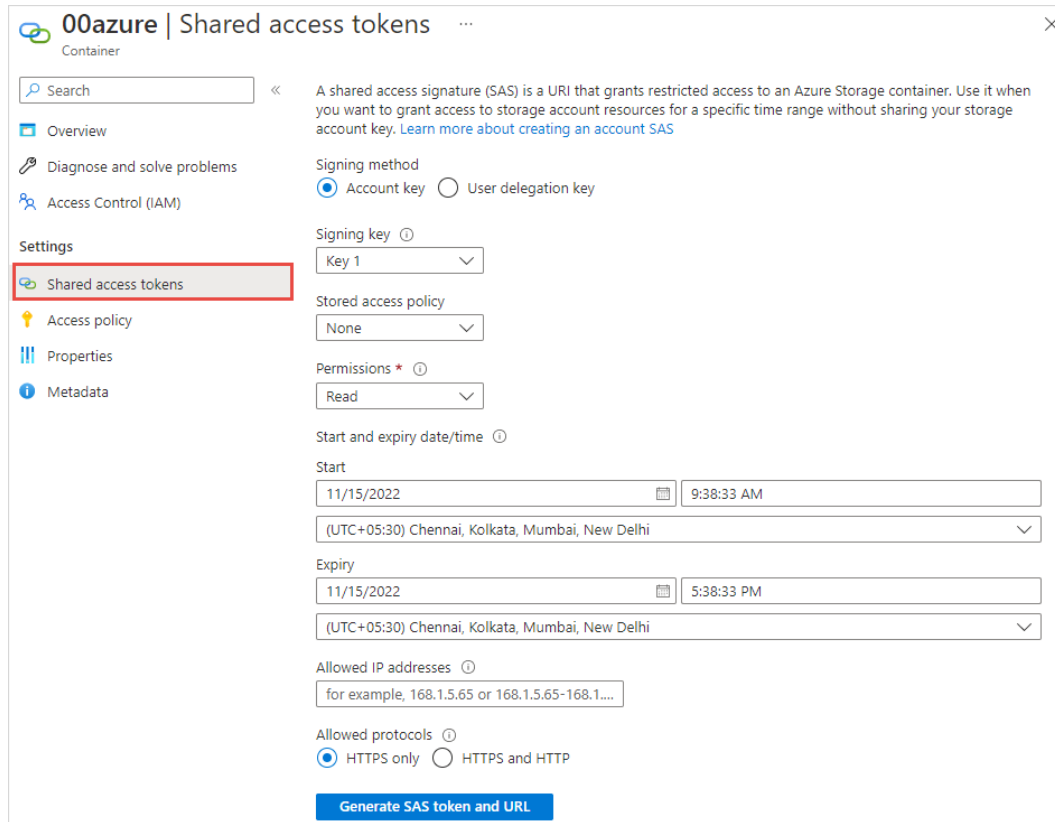 00azure | Shared access tokens ...
Container
Search
«
Overview
Diagnose and solve problems
Access Control (IAM)
Settings
Shared access tokens
Access policy
Properties
Metadata
A shared access signature (SAS) is a URI that grants restricted access to an Azure Storage container. Use it when
you want to grant access to storage account resources for a specific time range without sharing your storage
account key. Learn more about creating an account SAS
Signing method
Account key User delegation key
Signing key
Key 1
Stored access policy
None
Permissions *
Read
Start and expiry date/time
Start
11/15/2022 9:38:33 AM
(UTC+05:30) Chennai, Kolkata, Mumbai, New Delhi
Expiry
11/15/2022 5:38:33 PM
(UTC+05:30) Chennai, Kolkata, Mumbai, New Delhi
Allowed IP addresses
for example, 168.1.5.65 or 168.1.5.65-168.1....
Allowed protocols
HTTPS only HTTPS and HTTP
Generate SAS token and URL